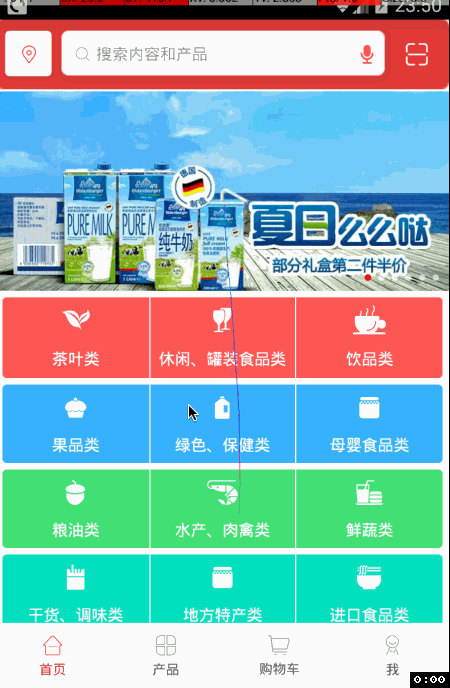 23:50
搜索内容和产品
德国
制造
Oldenburger
Oldenburger
PURE MILK
PURE M
纯牛奶
PURE MILK
夏日么么哒
部分礼盒第二件半价
茶叶类
休闲、罐装食品类
饮品类
果品类
绿色、保健类
母婴食品类
粮油类
水产、肉禽类
鲜蔬类
干货、调味类
地方特产类
进口食品类
首页
产品
购物车
我
0:00